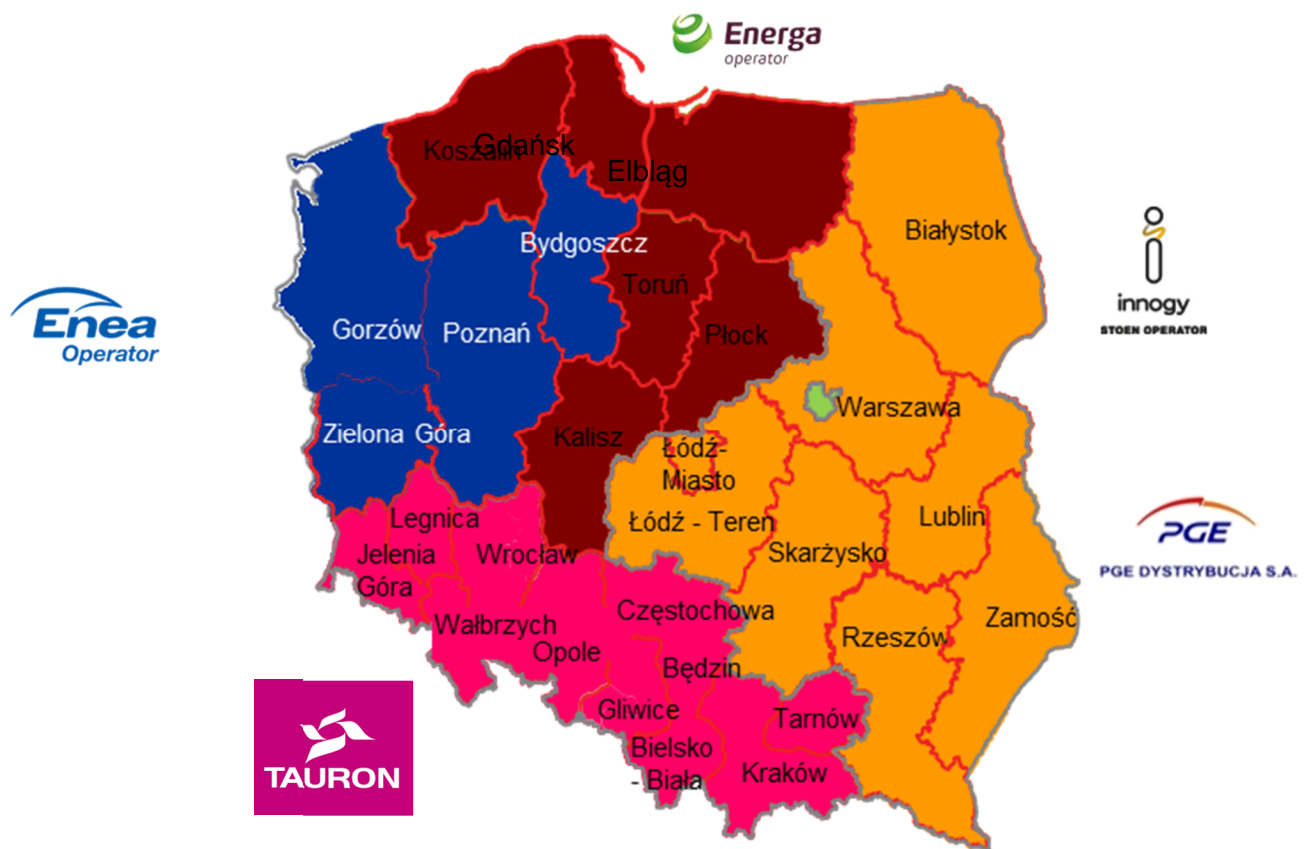 Energa
operator
Koszalin
Gdańsk
Elbląg
Białystok
Bydgoszcz
Toruń
innogy
STOEN OPERATOR
Enea
Operator
Gorzów
Poznań
Płock
Warszawa
Zielona Góra
Kalisz
Łódź-
Miasto
Łódź - Teren
Lublin
Legnica
Jelenia
Góra
Wrocław
Skarżysko
PGE
PGE DYSTRYBUCJA S.A.
Częstochowa
Zamość
Wałbrzych
Rzeszów
Opole
Będzin
Gliwice
Tarnów
Bielsko
- Biała
Kraków
TAURON